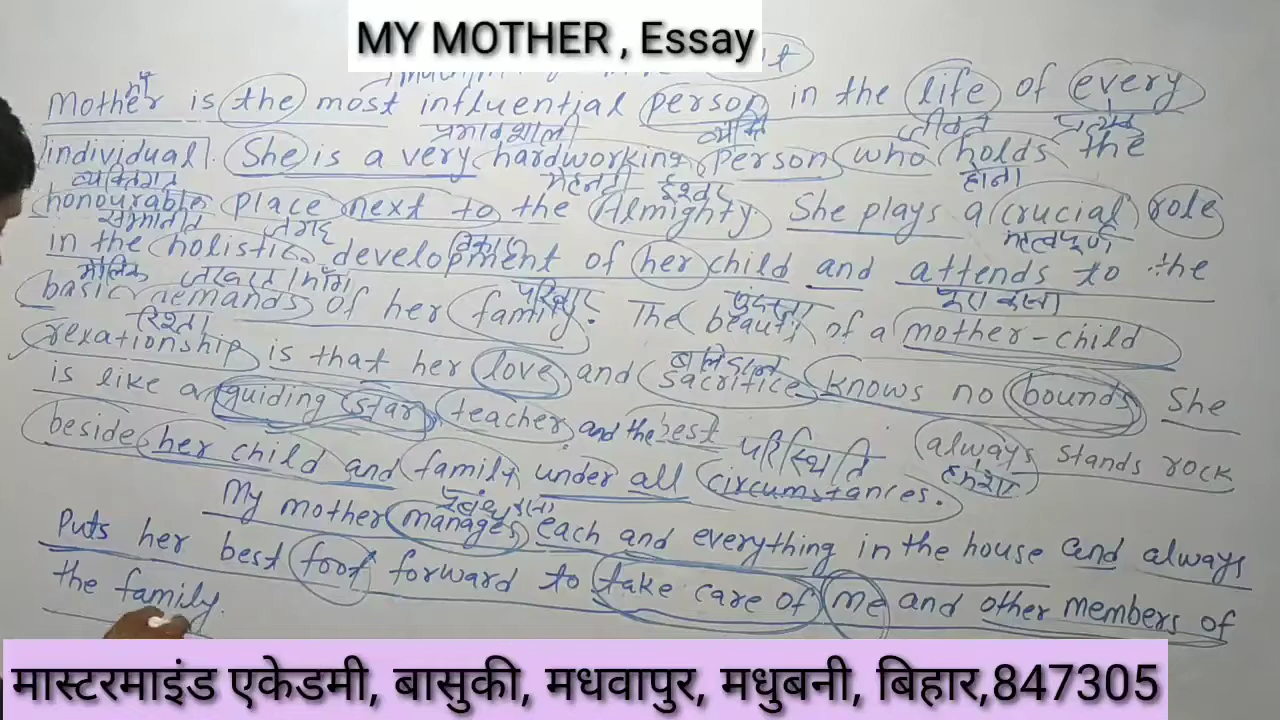 MY MOTHER , Essay
Mother is the most influential person in the life of every
प्रभावशाली व्यक्ति जीवन प्रत्येक
individual. She is a very hardworking person who holds the
व्यक्तिगत मेहनती ईश्वर होना
honourable place next to the Almighty She plays a crucial role
सम्मानित जगह महत्वपूर्ण
in the holistic development of her child and attends to the
विकास
मौलिक
basic demands of her family. The beauty of a mother-child
परिवार सुंदरता पूरा करना
रिश्ता
rexationship is that her love and sacrifice knows no bounds She
बलिदान
is like a guiding star teacher and the best always stands rock
परिस्थिति हमेशा
beside her child and family under all circumstances.
My mother manages each and everything in the house and always
Puts her best foot forward to take care of me and other members of
the family.
मास्टरमाइंड एकेडमी, बासुकी, मधवापुर, मधुबनी, बिहार,847305